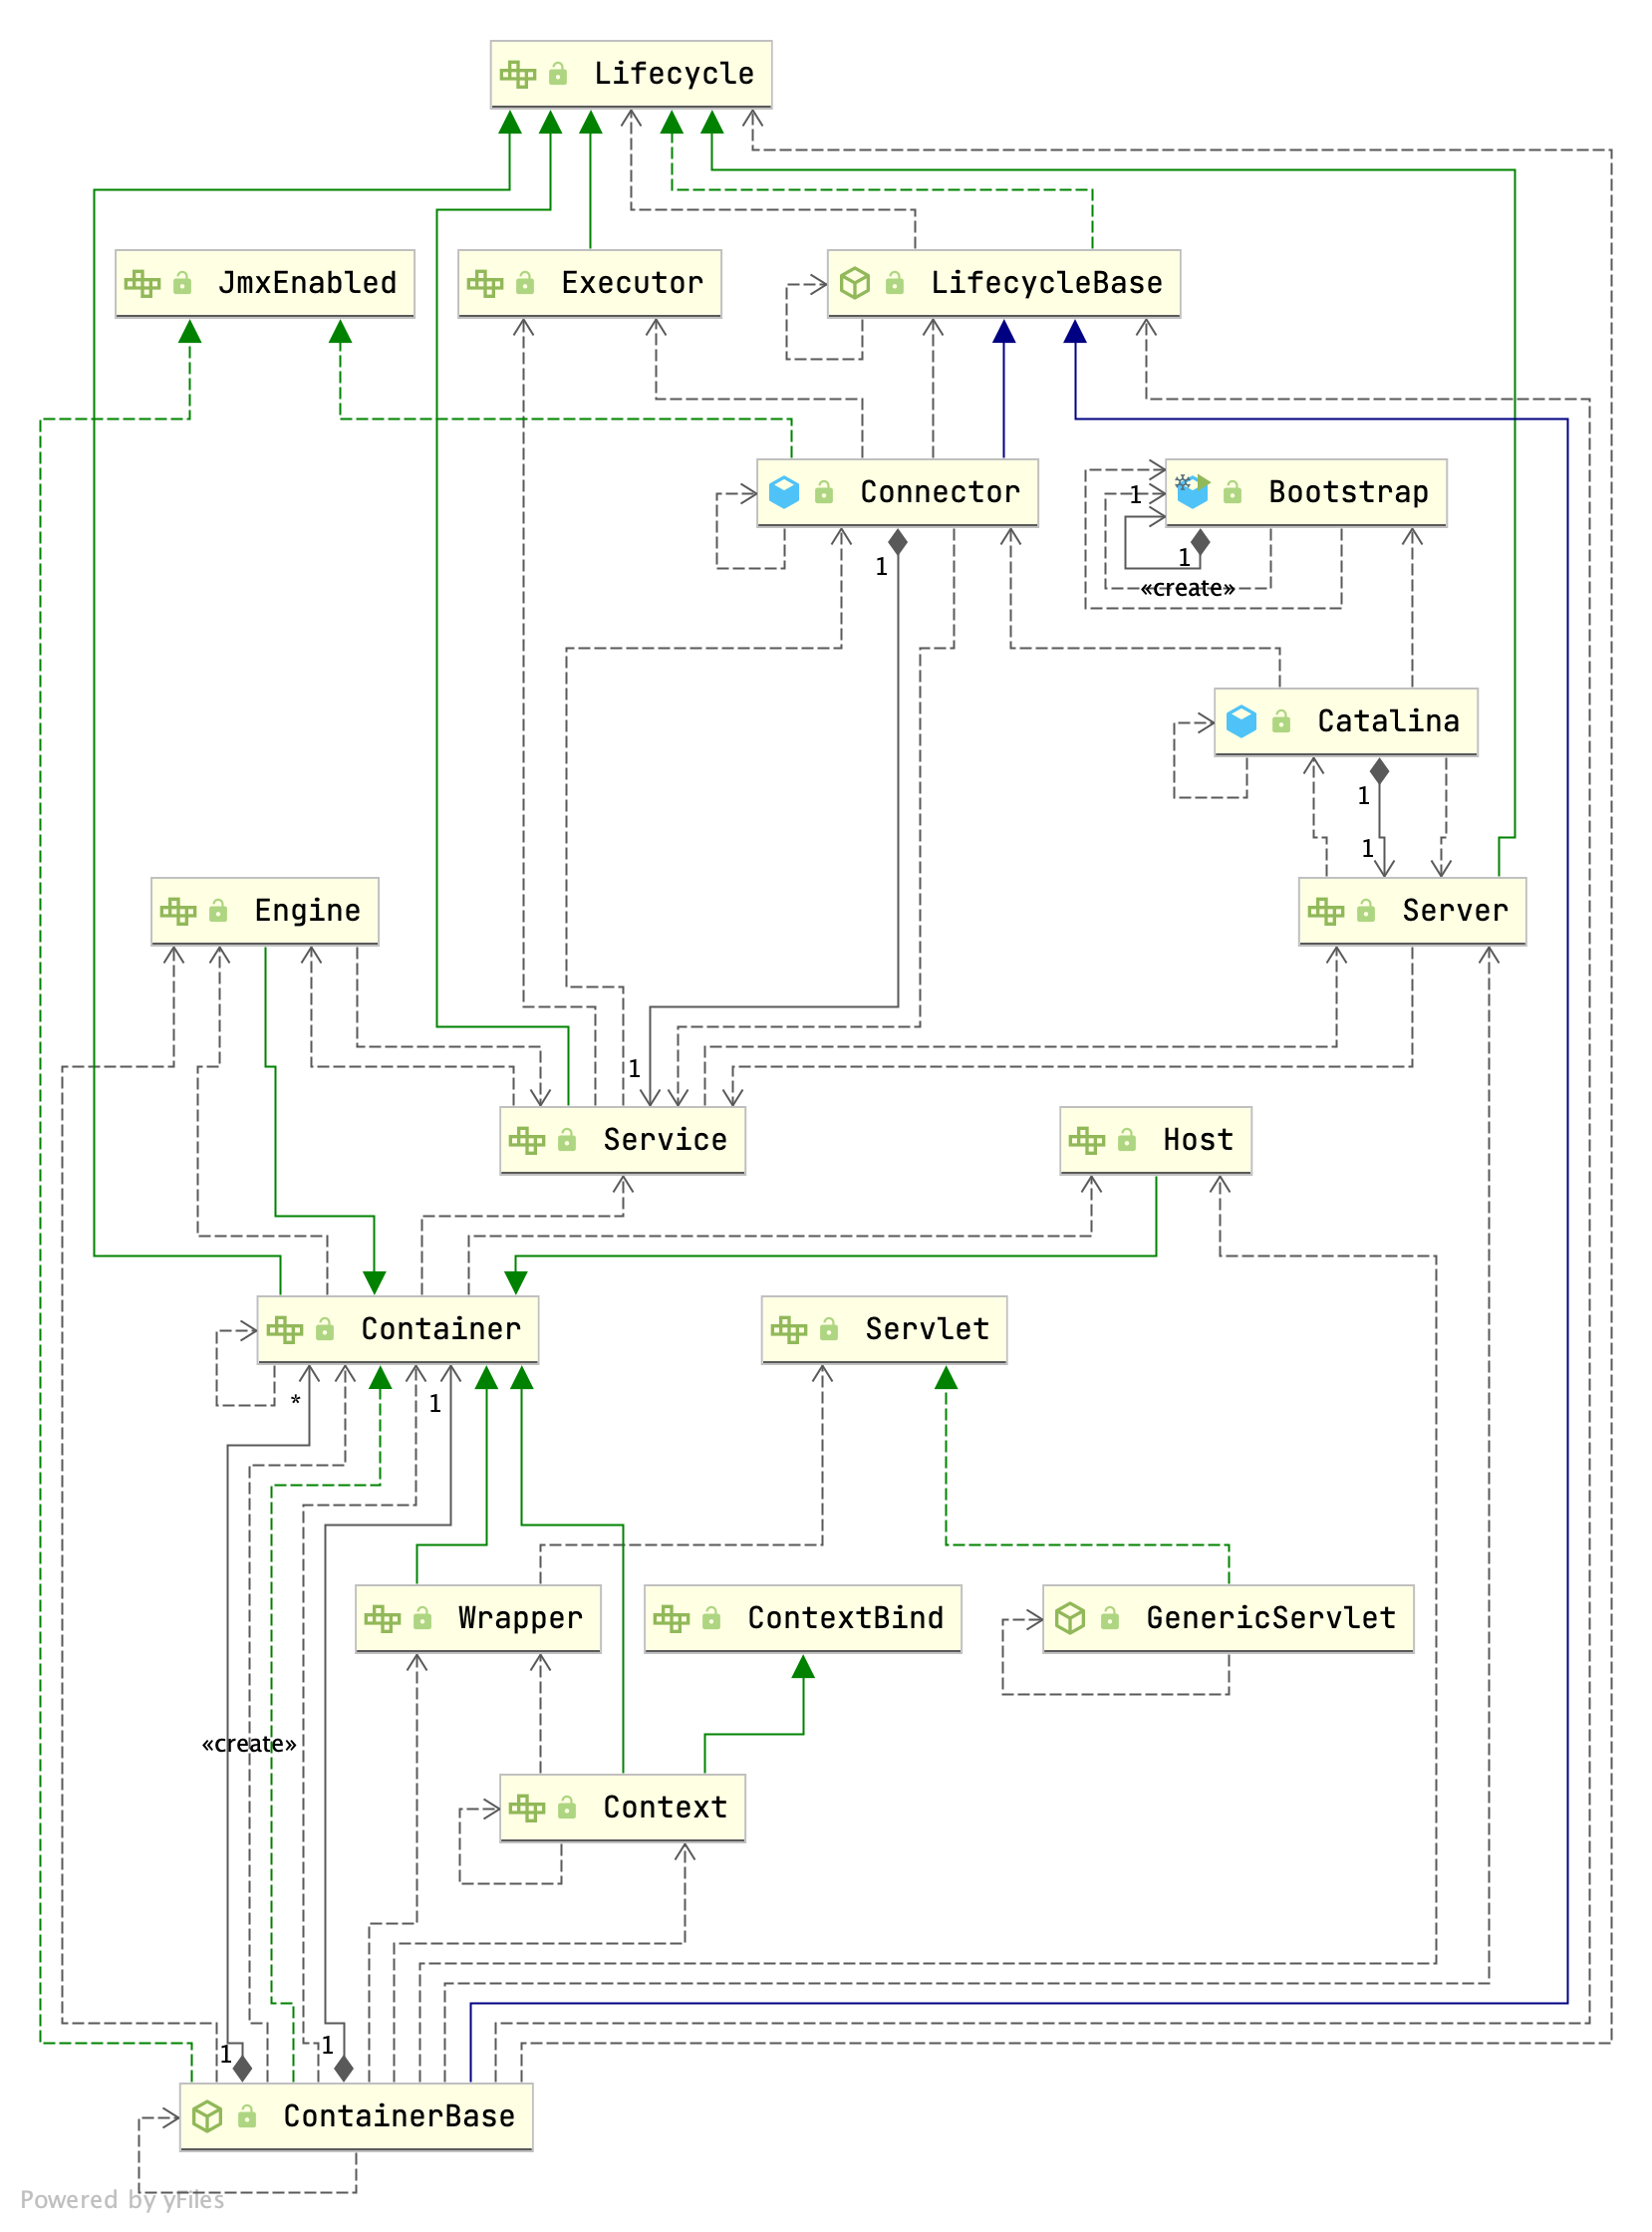 Lifecycle
JmxEnabled
Executor
LifecycleBase
Connector
Bootstrap
1
1
1
«create»
Catalina
1
1
Engine
Server
1
Service
Host
Container
Servlet
*
1
Wrapper
ContextBind
GenericServlet
«create»
Context
1
1
ContainerBase
Powered by yFiles